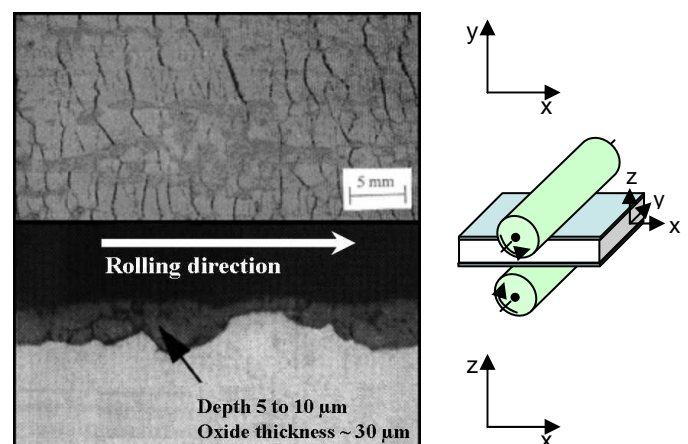 y
x
5 mm
z
y
x
Rolling direction
z
Depth 5 to 10 µm
Oxide thickness ~ 30 µm
x